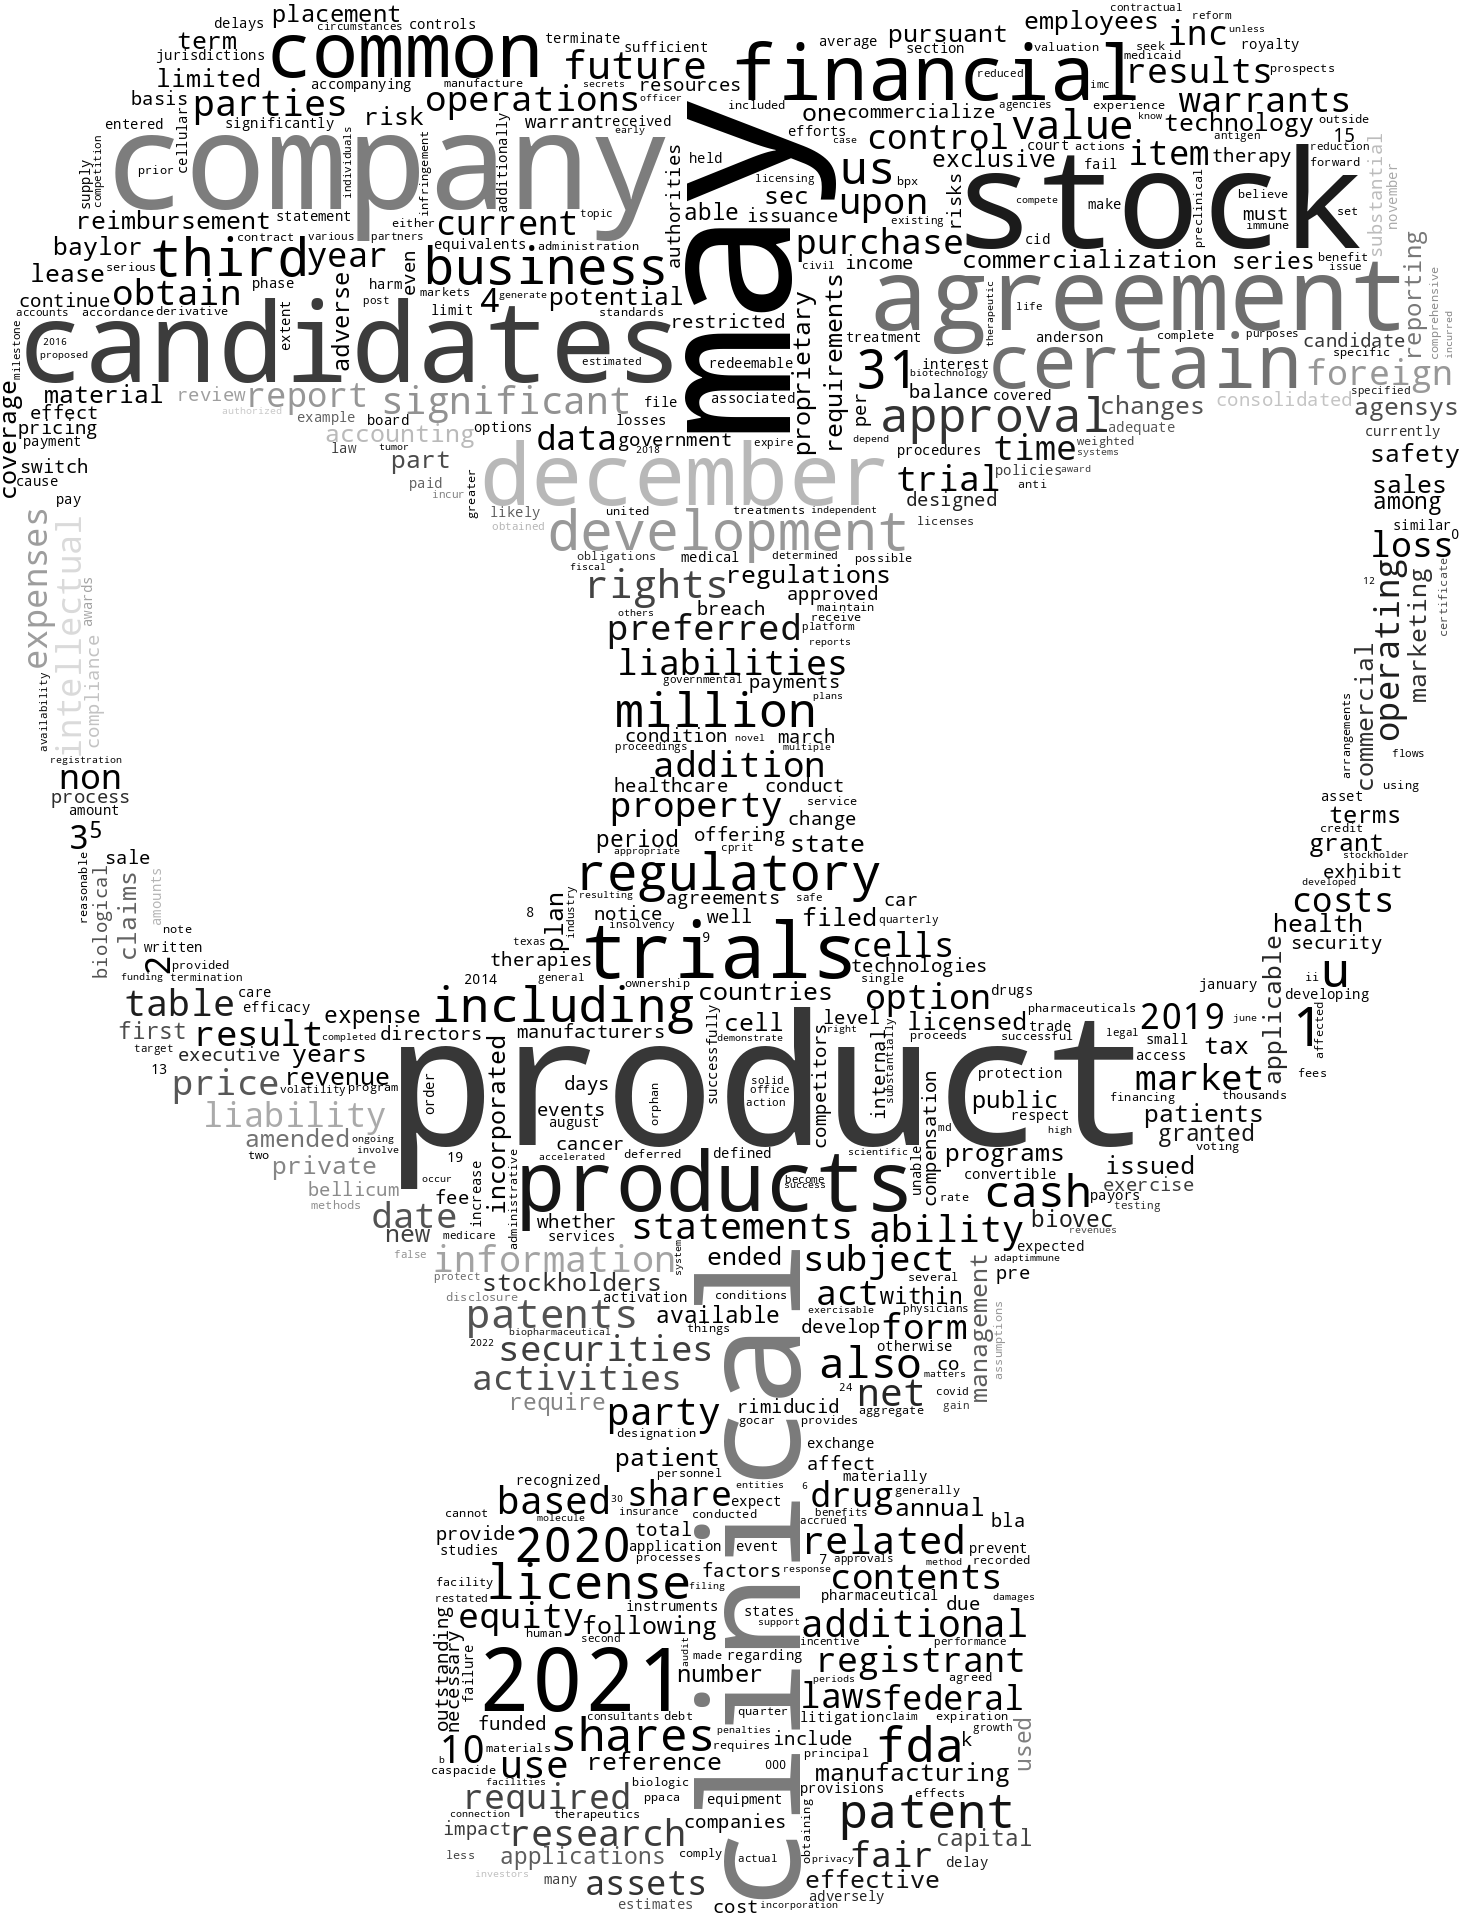 contractual
placement
circumstances
controls
employees
reform
delays
common
pursuant
inc
unless
term
terminate
average
section
valuation
seek
royalty
jurisdictions
sufficient
financial
medicaid
limited
accompanying
manufacture
future
secrets
resources
reduced
imc
results
prospects
basis
parties
operations
officer
included
agencies
experience
warrants
entered
significantly
risk
warrant
received
early
one
commercialize
value
know
technology
outside
competition
cellular
individuals
infringement
additionally
authorities
may
efforts
case
control
court
actions
antigen
15
supply
prior
company
held
licensing
us
exclusive
fail
item
therapy
reduction
forward
substantial
november
reimbursement
statement
either
current
topic
able
issuance
sec
bpx
upon
existing
risks
compete
make
stock
preclinical
believe
must
immune
set
baylor
contract
various
partners
equivalents
administration
purchase
cid
lease
serious
third
year
even
business
civil
income
commercialization
series
benefit
issue
continue
obtain
phase
harm
markets
4
generate
potential
agreement
reporting
comprehensive
incurred
accounts
accordance
derivative
extent
adverse
post
limit
standards
restricted
proprietary
requirements
therapeutic
life
milestone
2016
proposed
candidates
estimated
redeemable
treatment
anderson
complete
purposes
candidate
specific
31
interest
biotechnology
certain
foreign
coverage
material
review
report
significant
file
associated
balance
covered
consolidated
specified
effect
authorized
example
board
options
losses
per
approval
changes
agensys
pricing
accounting
data
government
expire
depend
adequate
currently
payment
law
tumor
2018
procedures
time
weighted
systems
safety
switch
part
december
policies
award
cause
paid
incur
greater
trial
anti
sales
pay
likely
united
treatments
independent
designed
licenses
among
expenses
intellectual
obtained
development
similar
0
obligations
medical
determined
possible
loss
fiscal
rights
regulations
12
certificate
awards
breach
approved
maintain
others
preferred
platform
receive
reports
operating
marketing
compliance
liabilities
commercial
availability
governmental
payments
plans
arrangements
million
condition
novel
march
proceedings
multiple
flows
registration
non
addition
using
process
healthcare
conduct
asset
amount
property
service
terms
3
5
change
credit
period
offering
state
grant
reasonable
sale
appropriate
cprit
stockholder
biological
claims
amounts
regulatory
exhibit
developed
resulting
agreements
safe
car
costs
8
plan
industry
notice
well
filed
quarterly
health
note
texas
insolvency
9
written
therapies
trials
cells
security
2
provided
technologies
applicable
funding
termination
2014
general
ownership
single
ii
u
table
care
including
countries
option
drugs
january
developing
efficacy
expense
level
pharmaceuticals
2019
first
result
completed
directors
manufacturers
cell
right
licensed
trade
june
1
affected
target
executive
years
successfully
demonstrate
competitors
substantially
proceeds
successful
legal
small
tax
13
revenue
order
incorporated
days
orphan
solid
office
action
internal
protection
access
fees
price
volatility
program
product
market
liability
events
august
compensation
public
financing
thousands
respect
patients
amended
ongoing
involve
cancer
md
high
granted
two
19
accelerated
deferred
defined
scientific
programs
voting
private
occur
increase
administrative
products
become
success
unable
convertible
issued
bellicum
fee
rate
cash
payors
exercise
methods
date
whether
statements
ability
biovec
testing
new
medicare
services
revenues
false
information
system
ended
subject
expected
adaptimmune
protect
stockholders
several
pre
disclosure
activation
conditions
act
within
management
patents
available
exercisable
physicians
assumptions
biopharmaceutical
things
develop
form
2022
securities
otherwise
also
co
matters
activities
24
net
covid
require
rimiducid
aggregate
gain
party
gocar
provides
designation
clinical
exchange
patient
affect
personnel
materially
recognized
entities
6
drug
generally
based
30
share
expect
benefits
annual
cannot
molecule
insurance
conducted
accrued
bla
provide
2020
total
related
studies
application
event
prevent
processes
7
approvals
method
recorded
facility
license
factors
response
contents
filing
restated
instruments
pharmaceutical
due
damages
equity
following
states
support
additional
human
second
incentive
performance
outstanding
necessary
failure
2021
audit
made
regarding
registrant
number
periods
agreed
laws
federal
quarter
funded
consultants
debt
litigation
claim
expiration
growth
10
shares
penalties
include
fda
k
used
b
materials
requires
principal
caspacide
use
reference
000
manufacturing
facilities
biologic
provisions
required
ppaca
equipment
effects
connection
therapeutics
patent
impact
research
companies
obtaining
capital
less
applications
comply
actual
privacy
fair
delay
investors
many
assets
effective
estimates
adversely
cost
incorporation